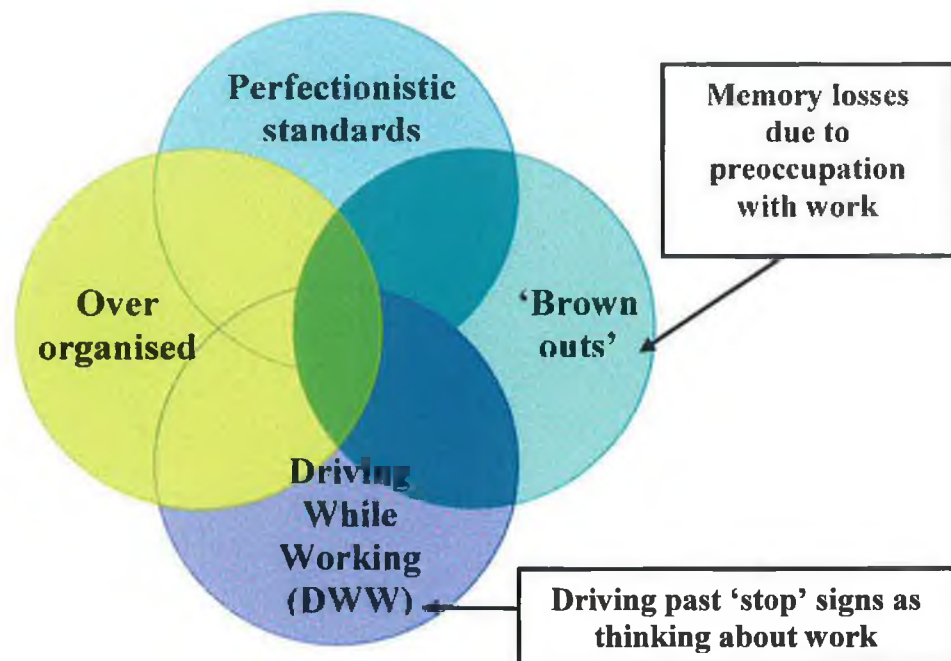 Perfectionistic
standards
Memory losses
due to
preoccupation
with work
Over
organised
‘Brown
outs’
Driving
While
Working
(DWW)
Driving past ‘stop’ signs as
thinking about work